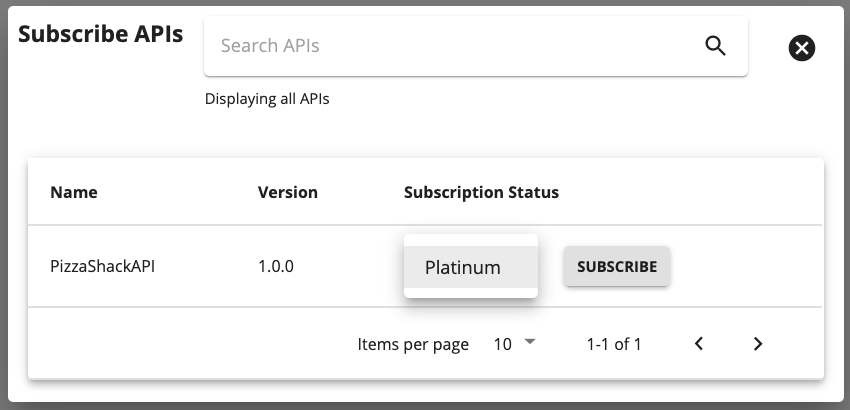 Subscribe APIs
Search APIs
Displaying all APIs
Name Version Subscription Status
PizzaShackAPI 1.0.0 Platinum SUBSCRIBE
Items per page 10 1-1 of 1